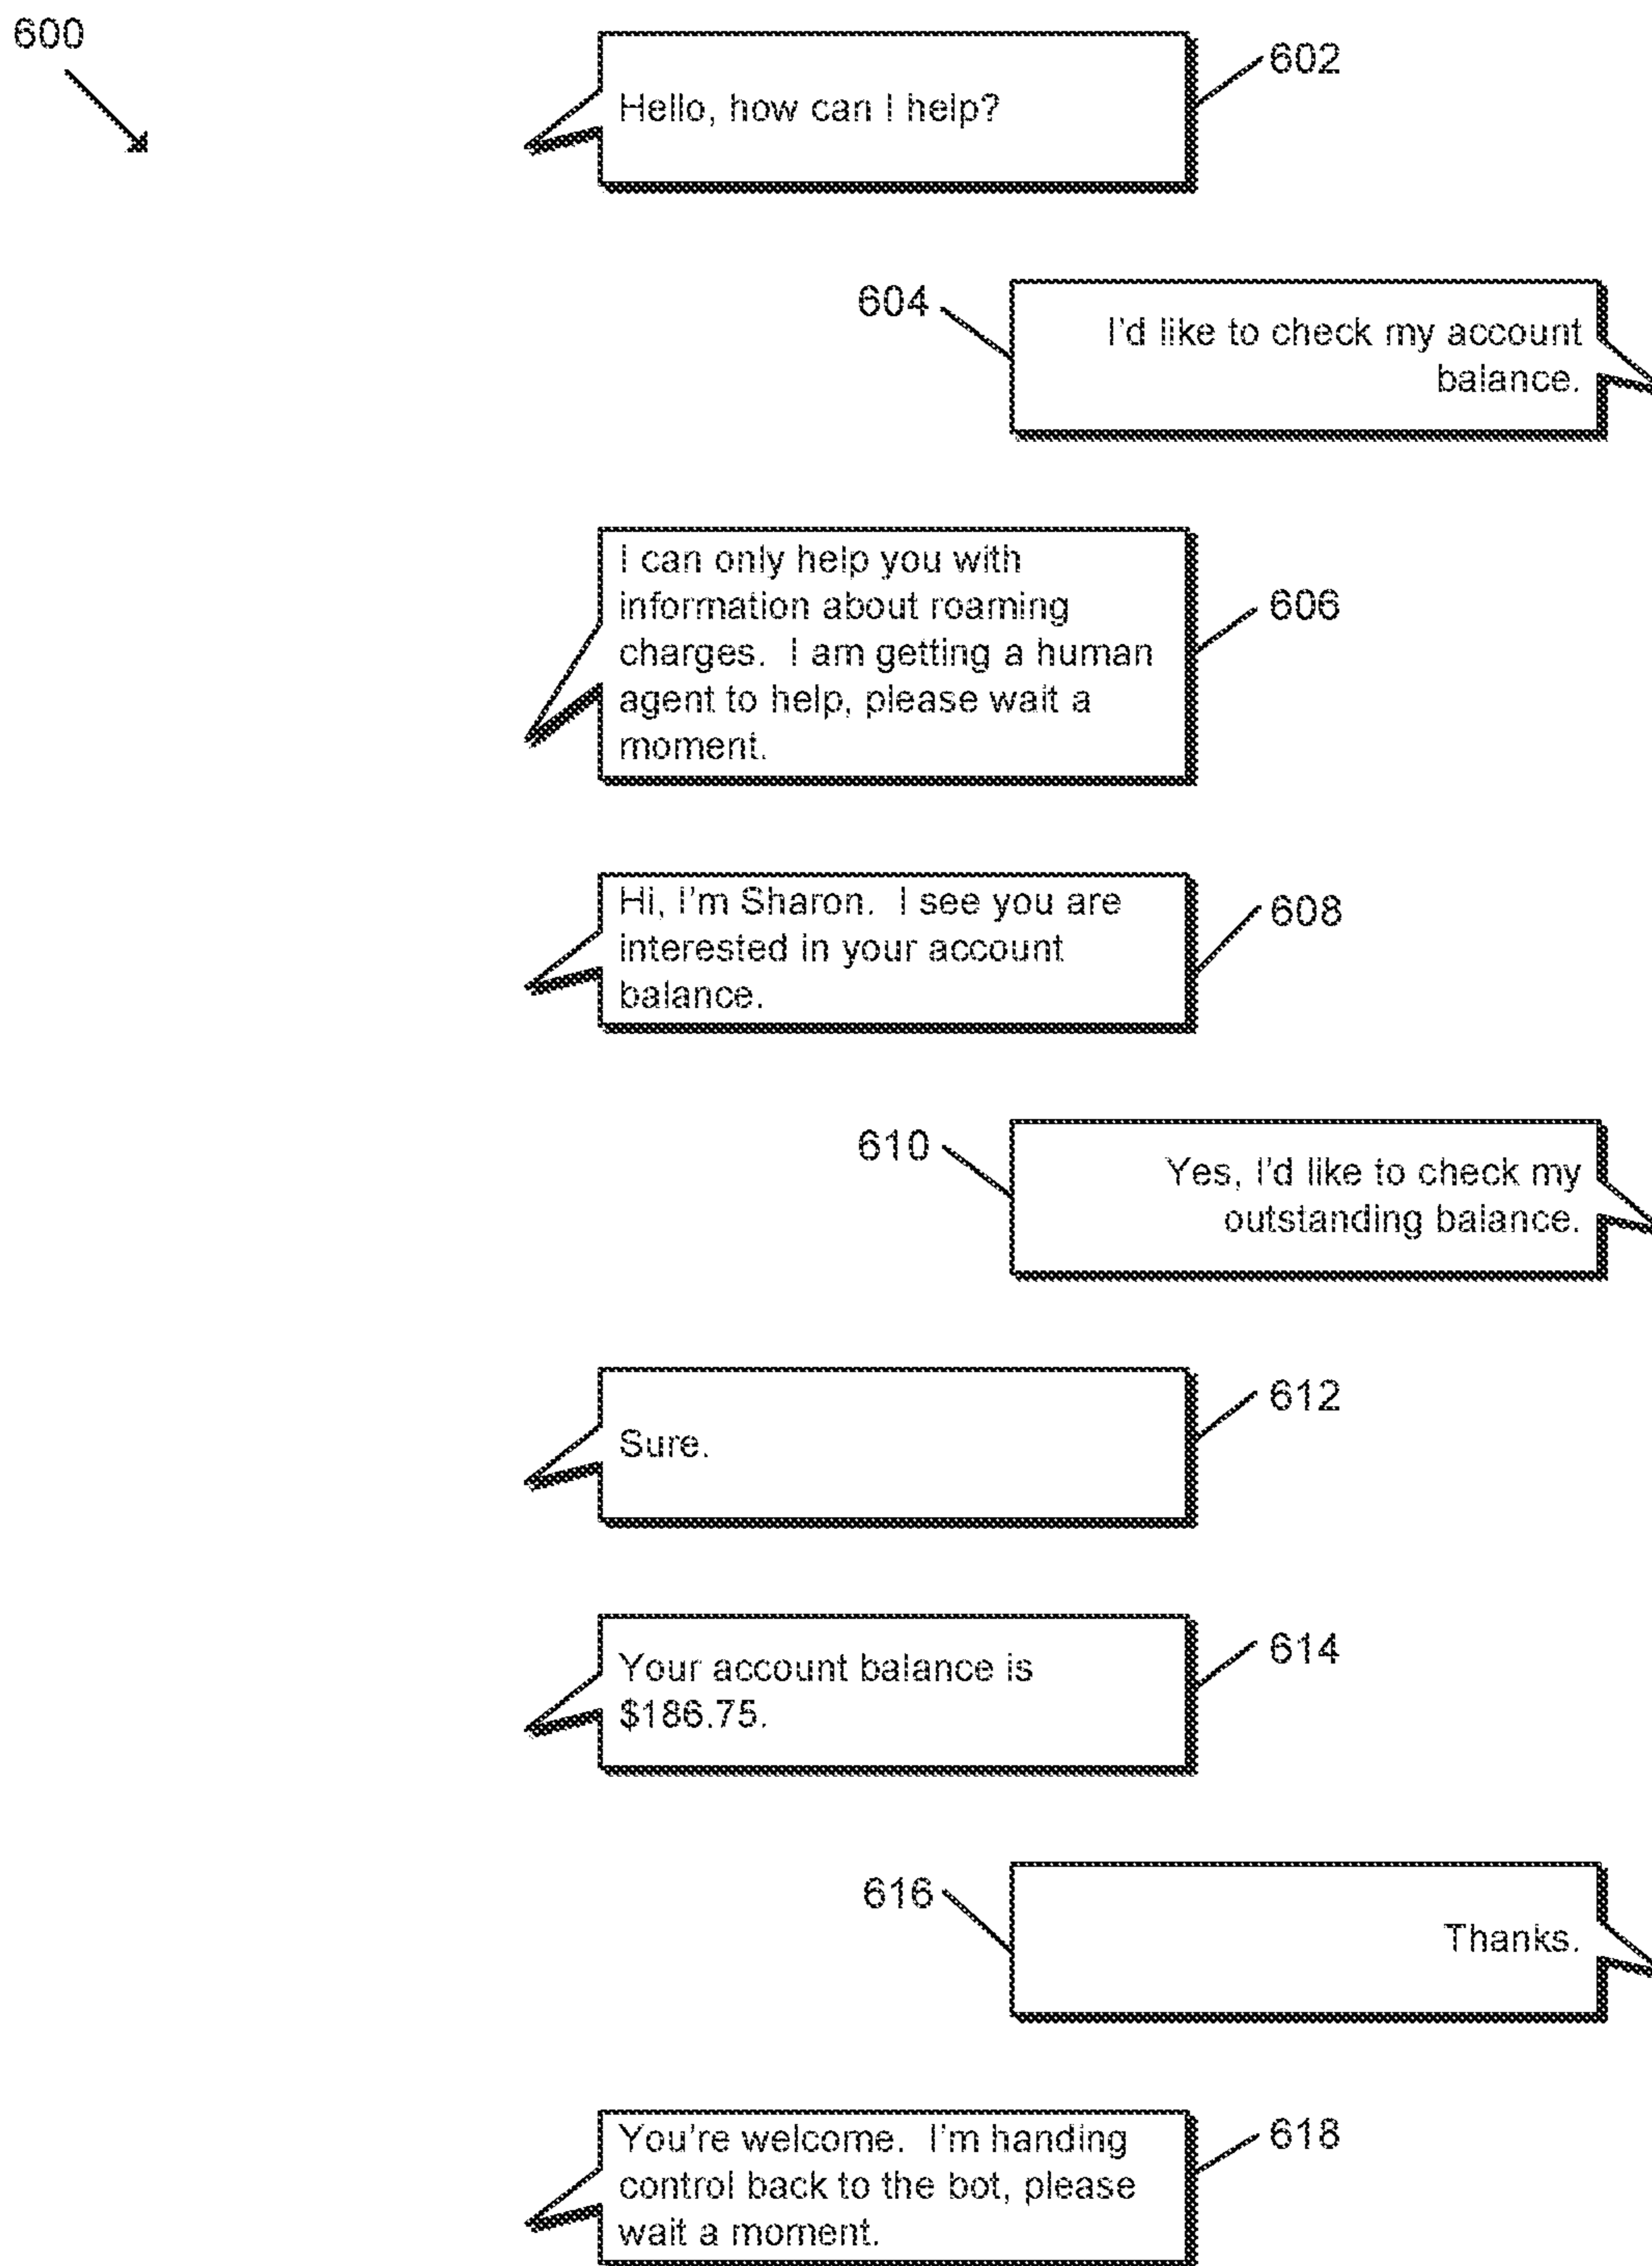 600
602
Hello, how can I help?
604
I'd like to check my account
balance.
I can only help you with
information about roaming
charges. I am getting a human
agent to help, please wait a
moment.
606
Hi, I'm Sharon. I see you are
interested in your account
balance.
608
610
Yes, I'd like to check my
outstanding balance.
612
Sure.
614
Your account balance is
$186.75.
616
Thanks.
618
You're welcome. I'm handing
control back to the bot, please
wait a moment.